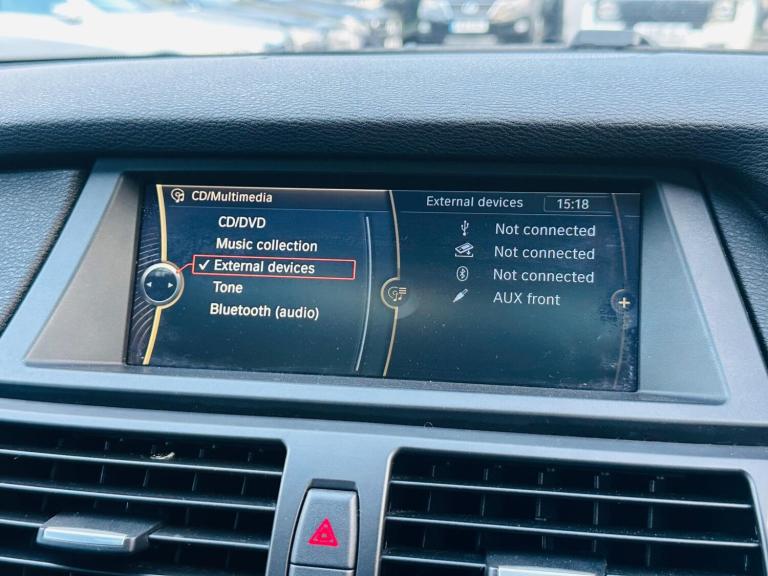 CD/Multimedia
CD/DVD
Music collection
External devices
Tone
Bluetooth (audio)
External devices
15:18
Not connected
Not connected
Not connected
AUX front